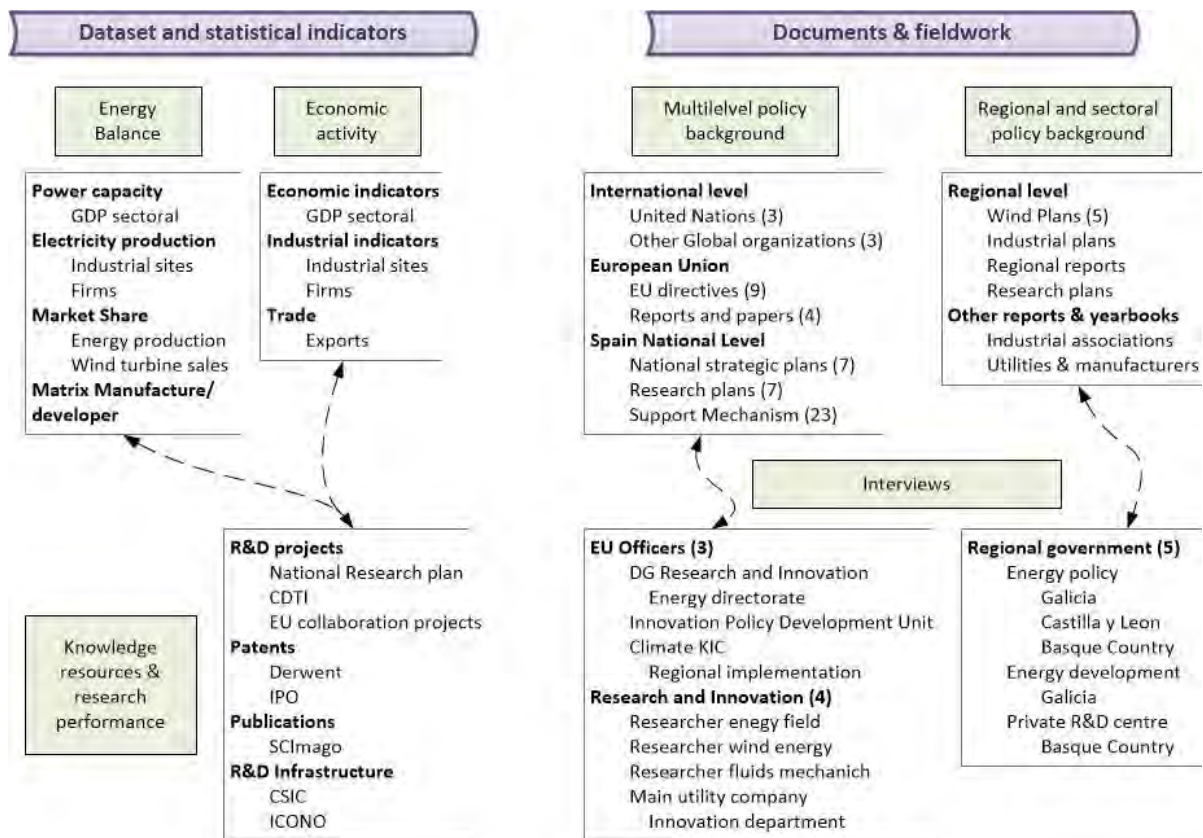 Dataset and statistical indicators
Energy
Balance
Economic
activity
Power capacity
GDP sectoral
Electricity production
Industrial sites
Firms
Market Share
Energy production
Wind turbine sales
Matrix Manufacture/
developer
Economic indicators
GDP sectoral
Industrial indicators
Industrial sites
Firms
Trade
Exports
Knowledge
resources &
research
performance
R&D projects
National Research plan
CDTI
EU collaboration projects
Patents
Derwent
IPO
Publications
SCImago
R&D Infrastructure
CSIC
ICONO
Documents & fieldwork
Multilelvel policy
background
Regional and sectoral
policy background
International level
United Nations (3)
Other Global organizations (3)
European Union
EU directives (9)
Reports and papers (4)
Spain National Level
National strategic plans (7)
Research plans (7)
Support Mechanism (23)
Regional level
Wind Plans (5)
Industrial plans
Regional reports
Research plans
Other reports & yearbooks
Industrial associations
Utilities & manufacturers
Interviews
EU Officers (3)
DG Research and Innovation
Energy directorate
Innovation Policy Development Unit
Climate KIC
Regional implementation
Research and Innovation (4)
Researcher enegy field
Researcher wind energy
Researcher fluids mechanich
Main utility company
Innovation department
Regional government (5)
Energy policy
Galicia
Castilla y Leon
Basque Country
Energy development
Galicia
Private R&D centre
Basque Country